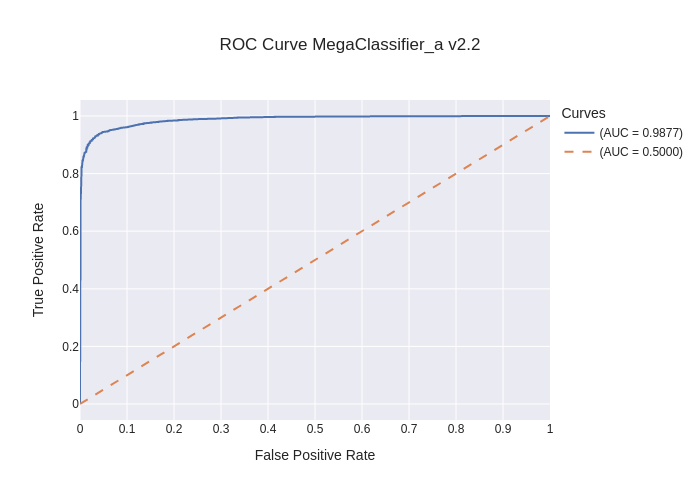 ROC Curve MegaClassifier_a v2.2
Curves
(AUC = 0.9877)
(AUC = 0.5000)
True Positive Rate
1
0.8
0.6
0.4
0.2
0
0 0.1 0.2 0.3 0.4 0.5 0.6 0.7 0.8 0.9 1
False Positive Rate